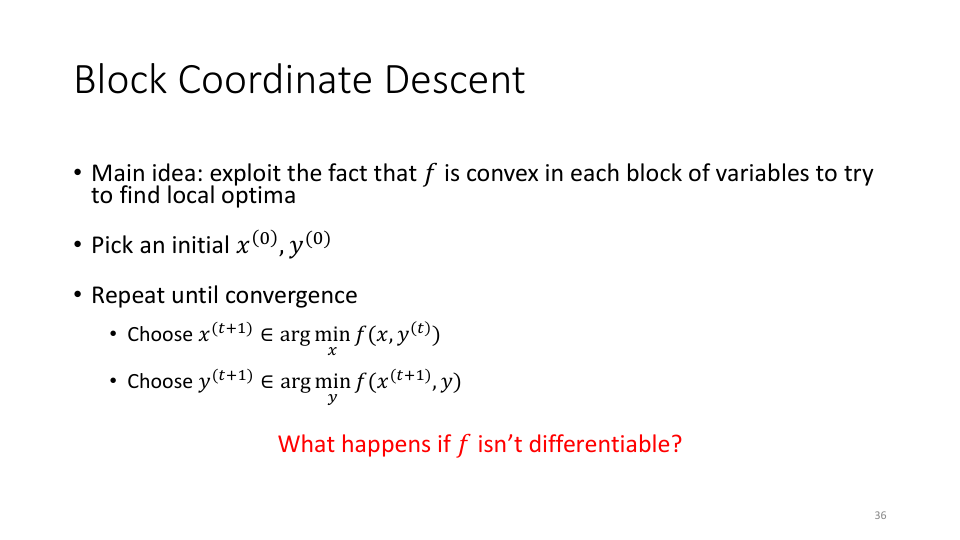 Block Coordinate Descent
• Main idea: exploit the fact that 𝑓 is convex in each block of variables to try
to find local optima
• Pick an initial 𝑥⁽⁰⁾, 𝑦⁽⁰⁾
• Repeat until convergence
• Choose 𝑥⁽ᵗ⁺¹⁾ ∈ arg min_𝑥 𝑓(𝑥, 𝑦⁽ᵗ⁾)
• Choose 𝑦⁽ᵗ⁺¹⁾ ∈ arg min_𝑦 𝑓(𝑥⁽ᵗ⁺¹⁾, 𝑦)
What happens if 𝑓 isn’t differentiable?
36